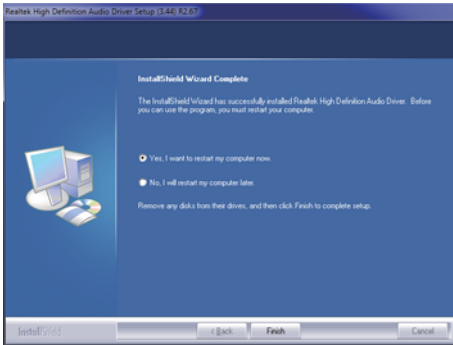 Realtek High Definition Audio Driver Setup (3.44) R2.67
InstallShield Wizard Complete
The InstallShield Wizard has successfully installed Realtek High Definition Audio Driver. Before
you can use the program, you must restart your computer.
Yes, I want to restart my computer now.
No, I will restart my computer later.
Remove any disks from their drives, and then click Finish to complete setup.
InstallShield
< Back
Finish
Cancel